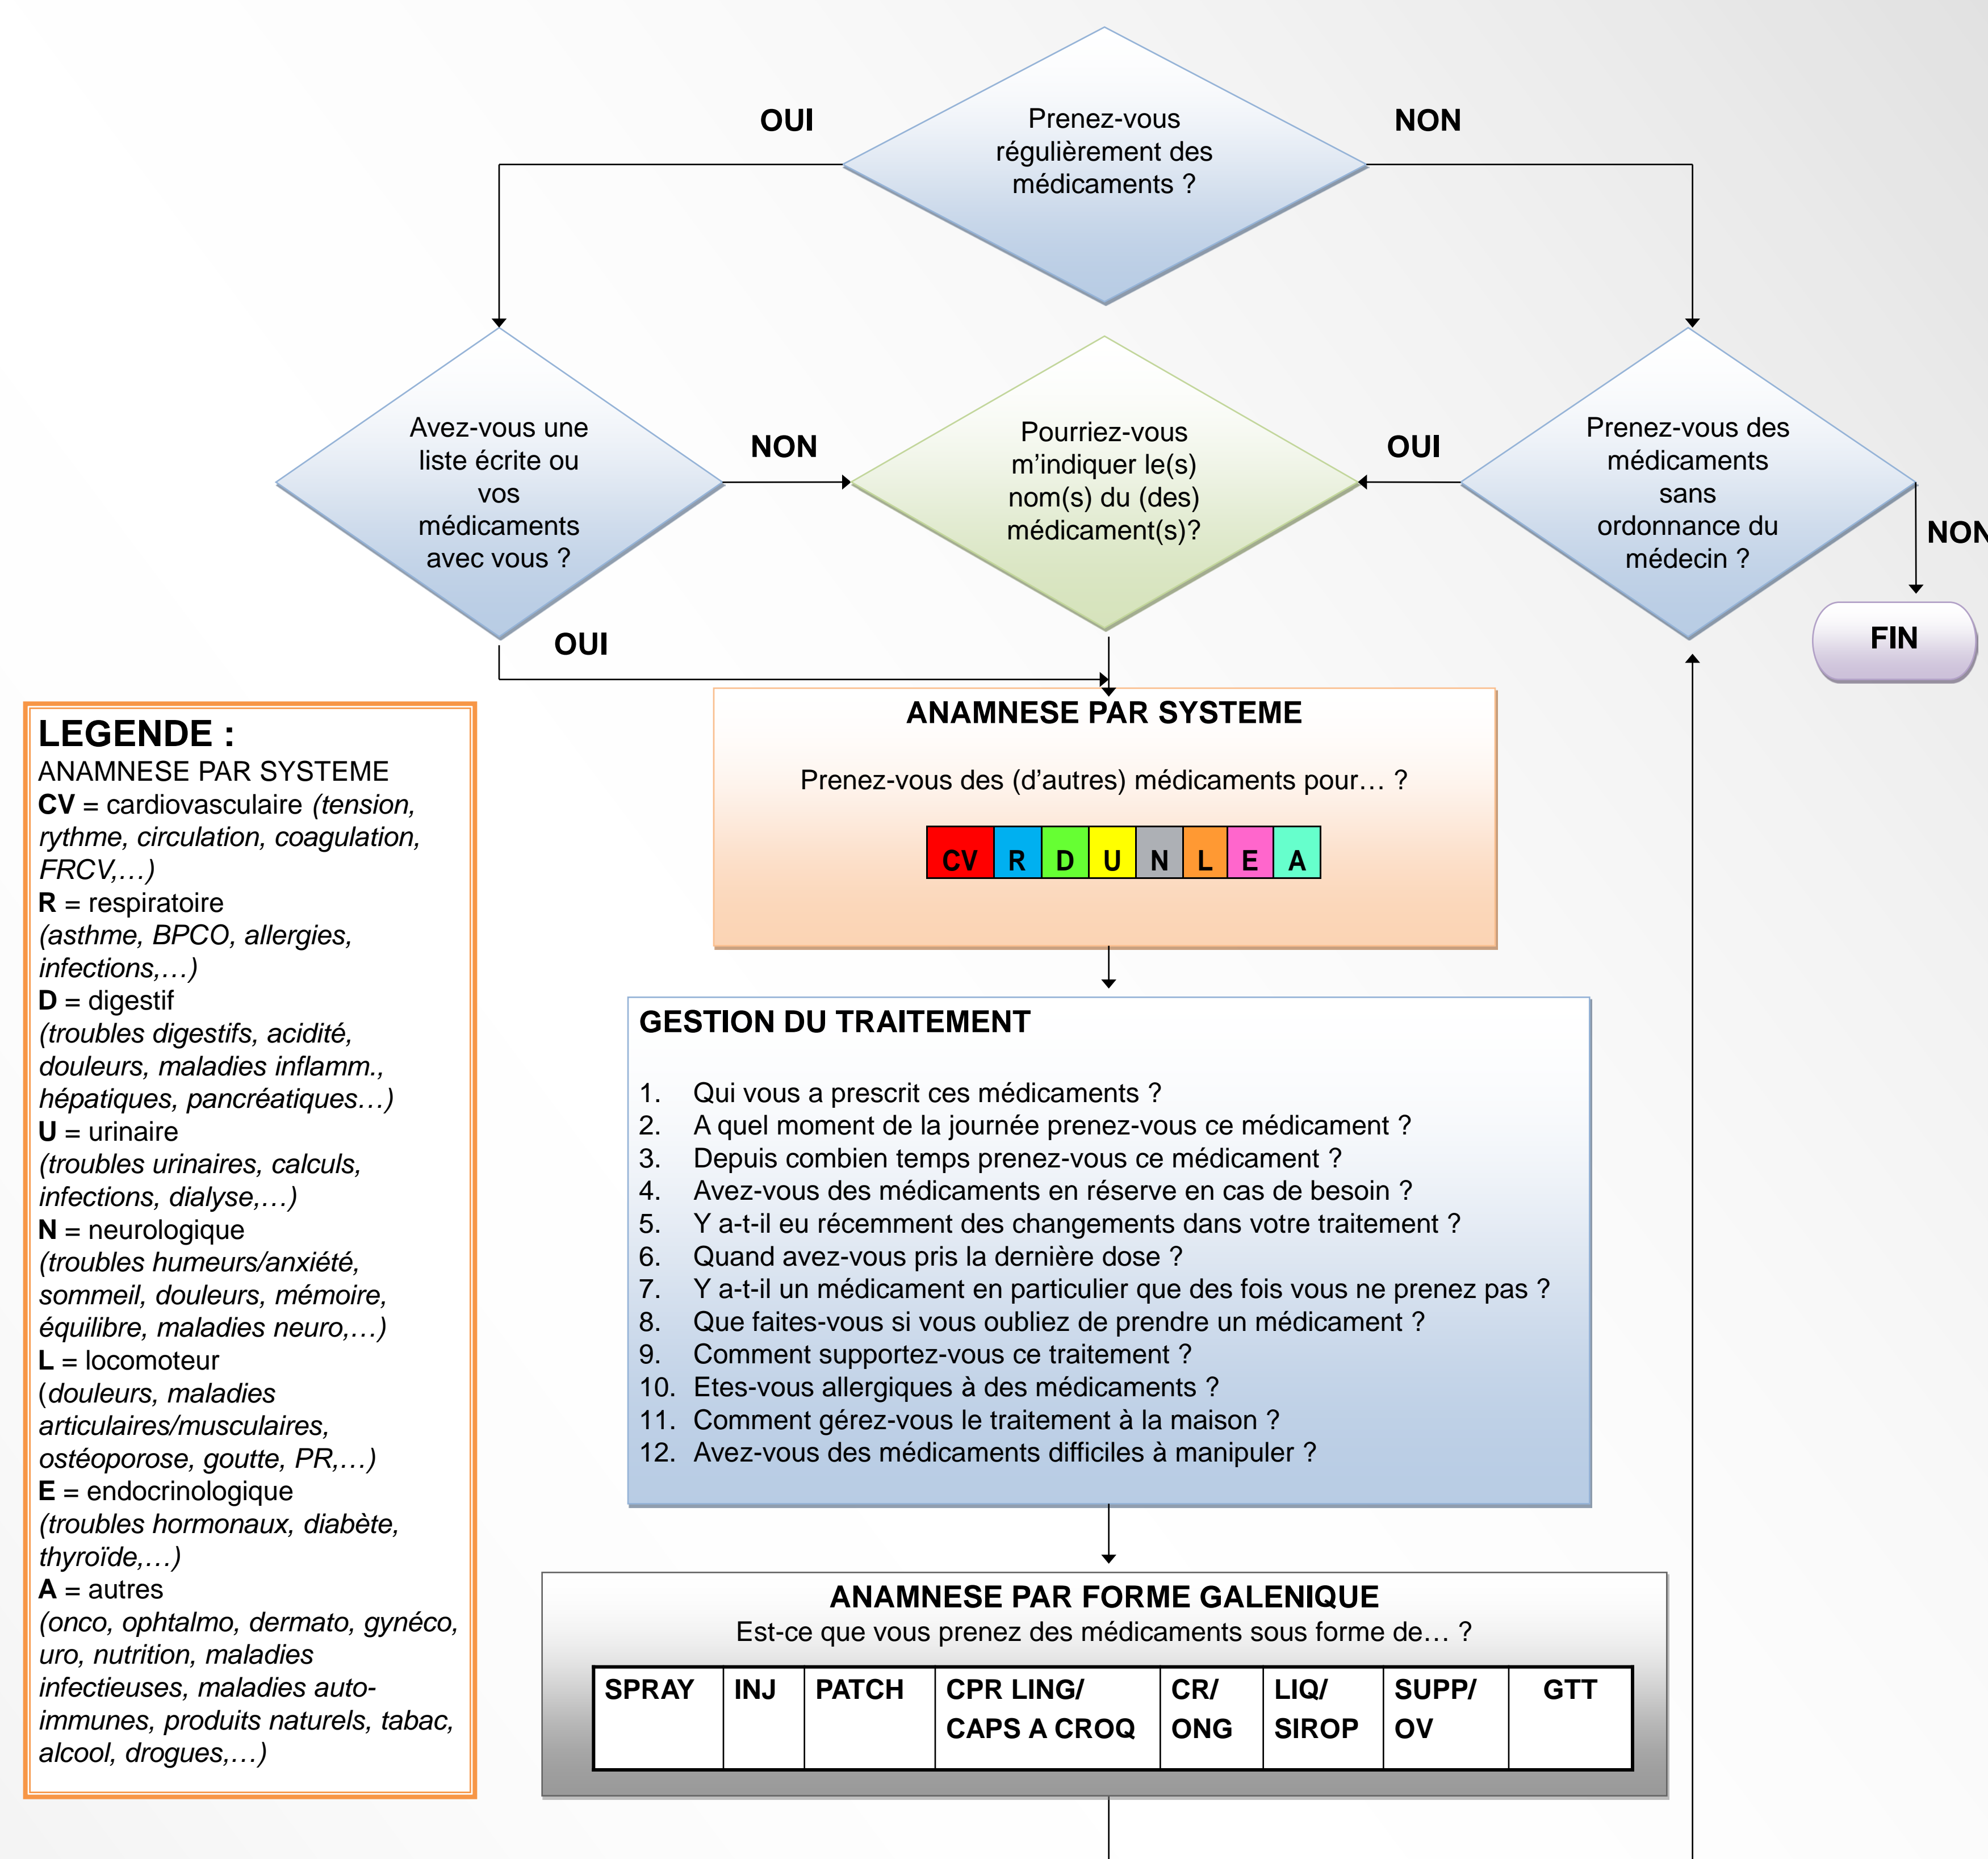 OUI
Prenez-vous
régulièrement des
médicaments ?
NON
Avez-vous une
liste écrite ou
vos
médicaments
avec vous ?
NON
Pourriez-vous
m’indiquer le(s)
nom(s) du (des)
médicament(s)?
OUI
Prenez-vous des
médicaments
sans
ordonnance du
médecin ?
NON
FIN
OUI
ANAMNESE PAR SYSTEME
Prenez-vous des (d’autres) médicaments pour… ?
CV R D U N L E A
LEGENDE :
ANAMNESE PAR SYSTEME
CV = cardiovasculaire (tension,
rythme, circulation, coagulation,
FRCV,…)
R = respiratoire
(asthme, BPCO, allergies,
infections,…)
D = digestif
(troubles digestifs, acidité,
douleurs, maladies inflamm.,
hépatiques, pancréatiques…)
U = urinaire
(troubles urinaires, calculs,
infections, dialyse,…)
N = neurologique
(troubles humeurs/anxiété,
sommeil, douleurs, mémoire,
équilibre, maladies neuro,…)
L = locomoteur
(douleurs, maladies
articulaires/musculaires,
ostéoporose, goutte, PR,…)
E = endocrinologique
(troubles hormonaux, diabète,
thyroïde,…)
A = autres
(onco, ophtalmo, dermato, gynéco,
uro, nutrition, maladies
infectieuses, maladies auto-
immunes, produits naturels, tabac,
alcool, drogues,…)
GESTION DU TRAITEMENT
1. Qui vous a prescrit ces médicaments ?
2. A quel moment de la journée prenez-vous ce médicament ?
3. Depuis combien temps prenez-vous ce médicament ?
4. Avez-vous des médicaments en réserve en cas de besoin ?
5. Y a-t-il eu récemment des changements dans votre traitement ?
6. Quand avez-vous pris la dernière dose ?
7. Y a-t-il un médicament en particulier que des fois vous ne prenez pas ?
8. Que faites-vous si vous oubliez de prendre un médicament ?
9. Comment supportez-vous ce traitement ?
10. Etes-vous allergiques à des médicaments ?
11. Comment gérez-vous le traitement à la maison ?
12. Avez-vous des médicaments difficiles à manipuler ?
ANAMNESE PAR FORME GALENIQUE
Est-ce que vous prenez des médicaments sous forme de… ?
SPRAY INJ PATCH CPR LING/ CR/ LIQ/ SUPP/ GTT
CAPS A CROQ ONG SIROP OV